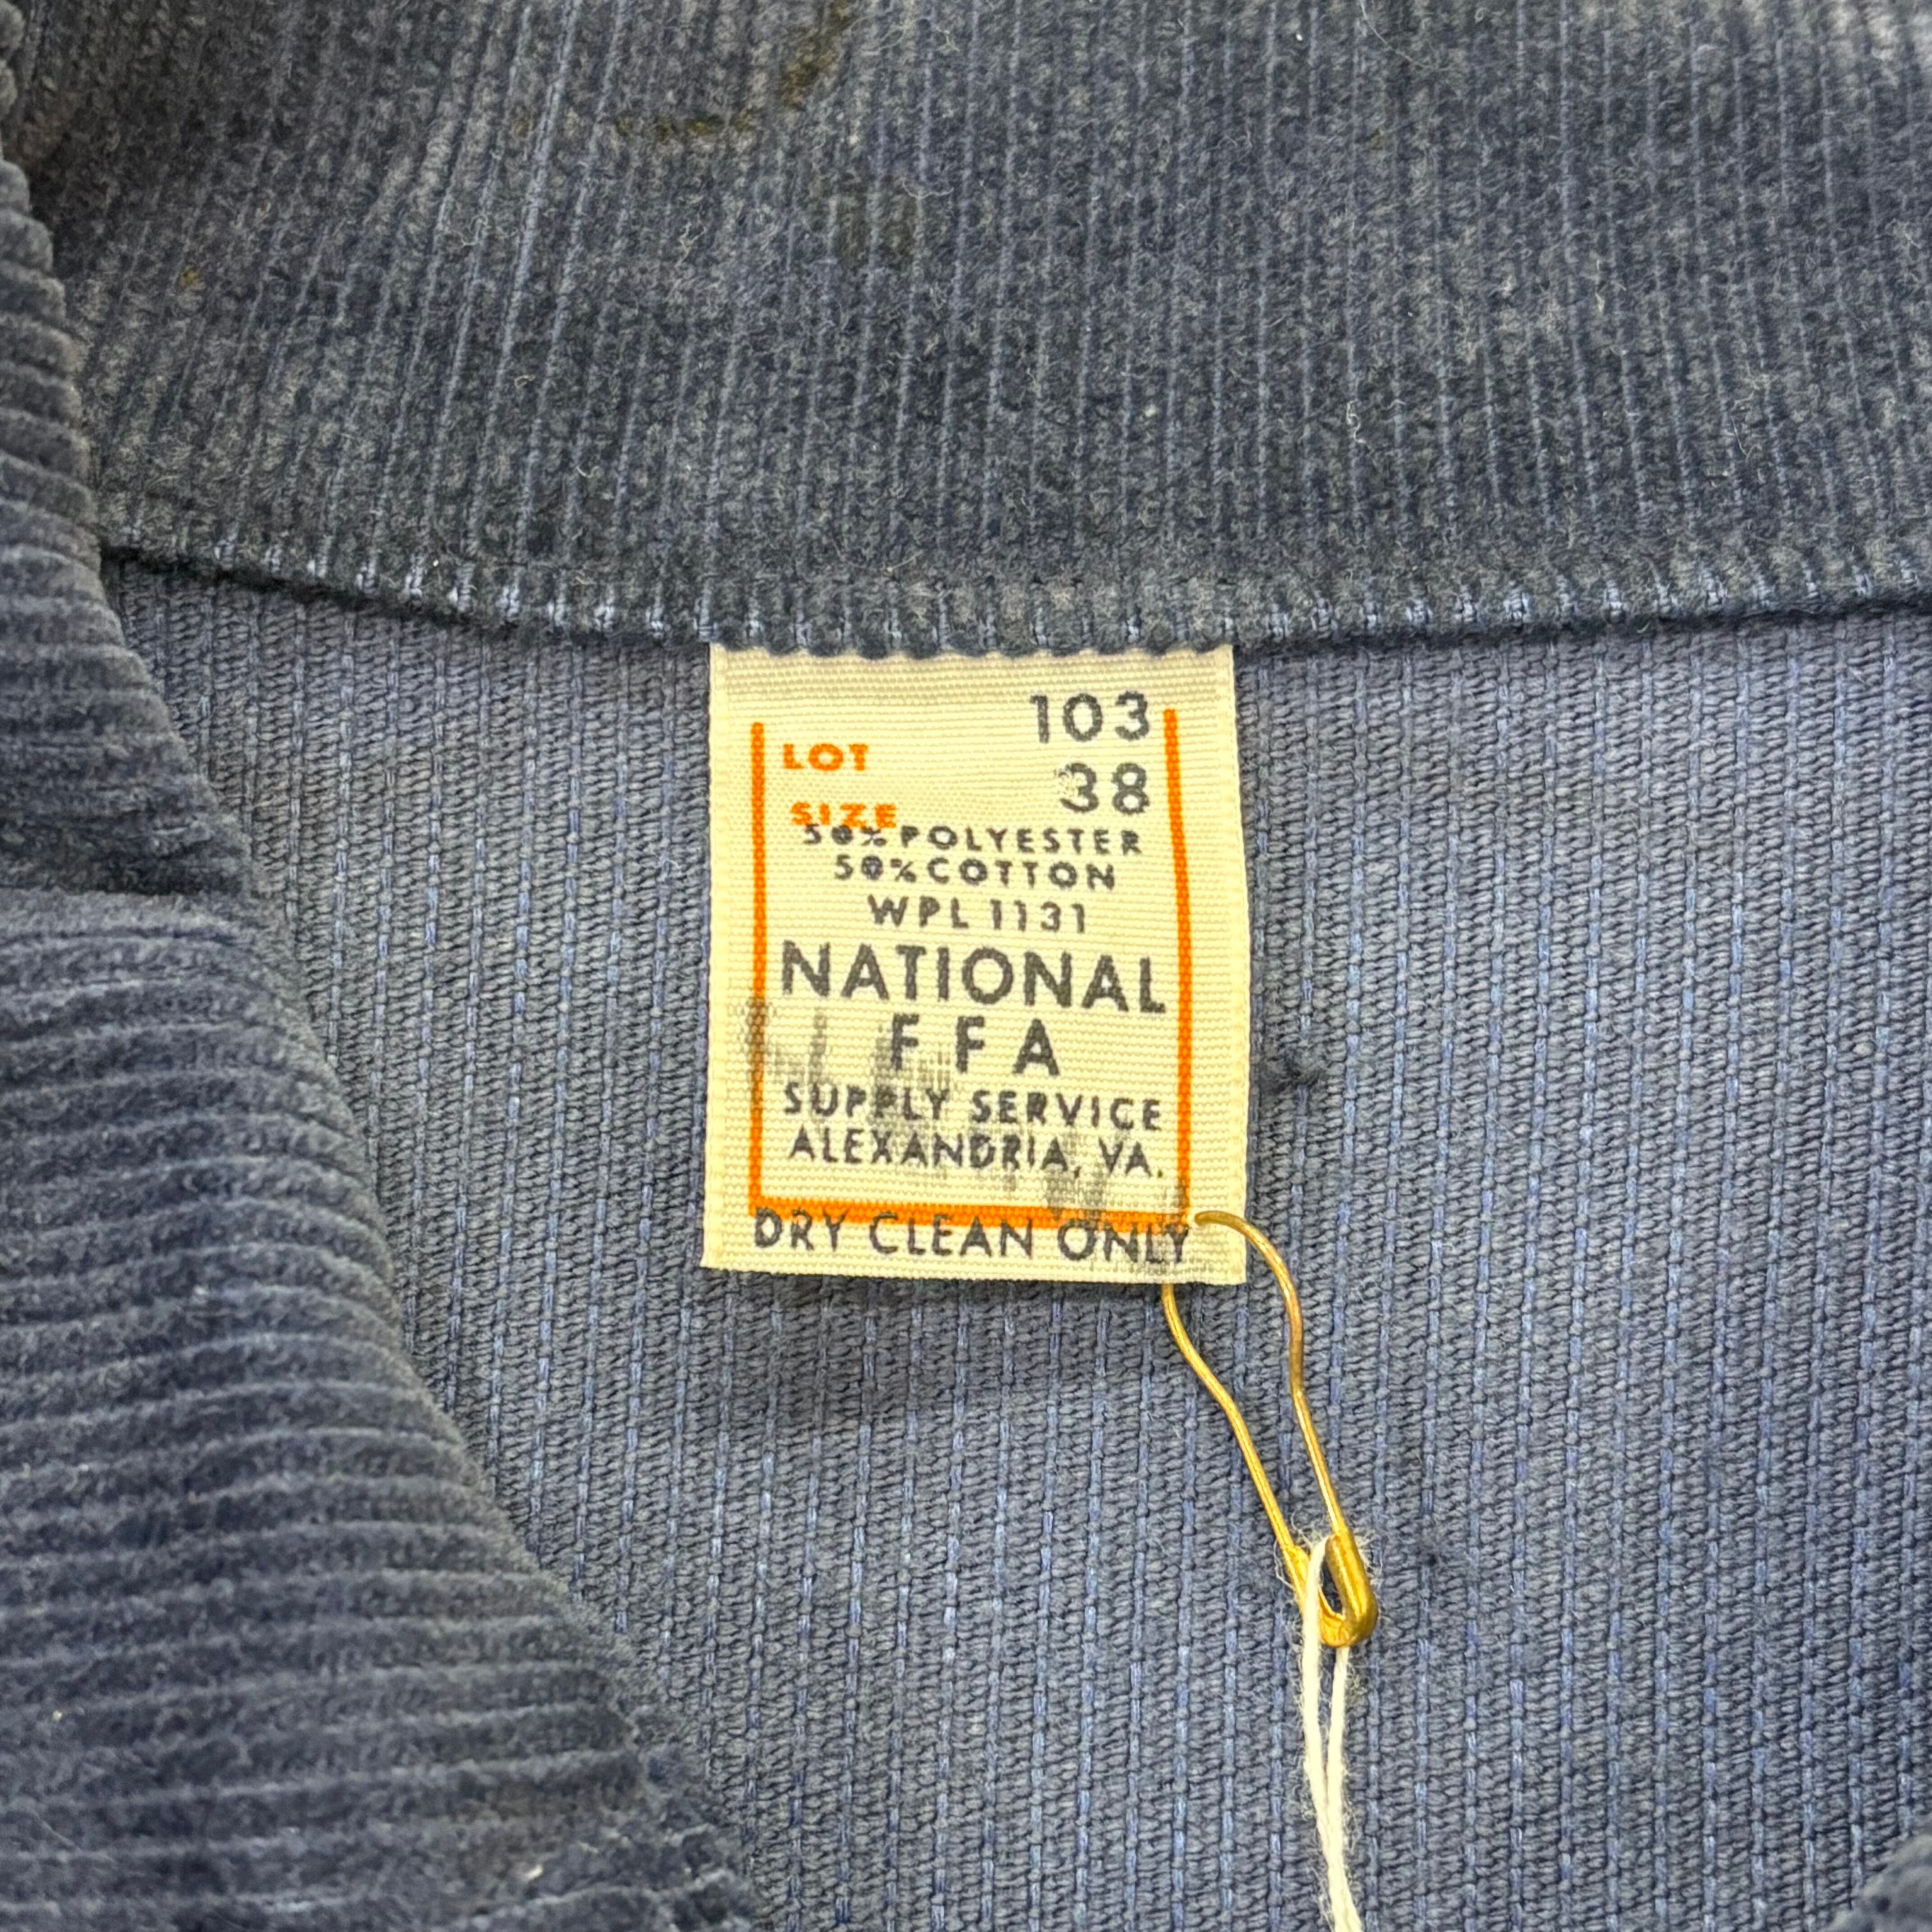 103
LOT
38
SIZE
50% POLYESTER
50% COTTON
WPL 1131
NATIONAL
FFA
SUPPLY SERVICE
ALEXANDRIA, VA.
DRY CLEAN ONLY